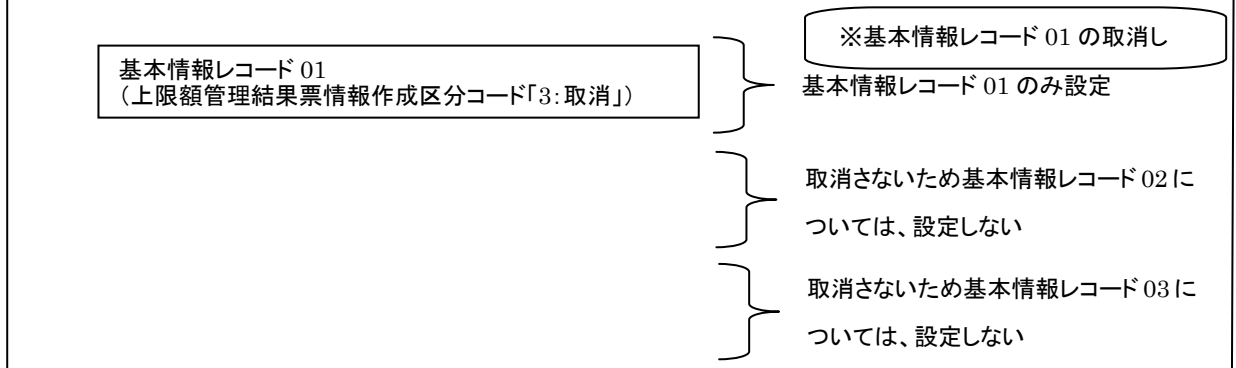 ※基本情報レコード 01 の取消し
基本情報レコード 01
（上限額管理結果票情報作成区分コード「3:取消」）
基本情報レコード 01 のみ設定
取消さないため基本情報レコード 02 に
ついては、設定しない
取消さないため基本情報レコード 03 に
ついては、設定しない